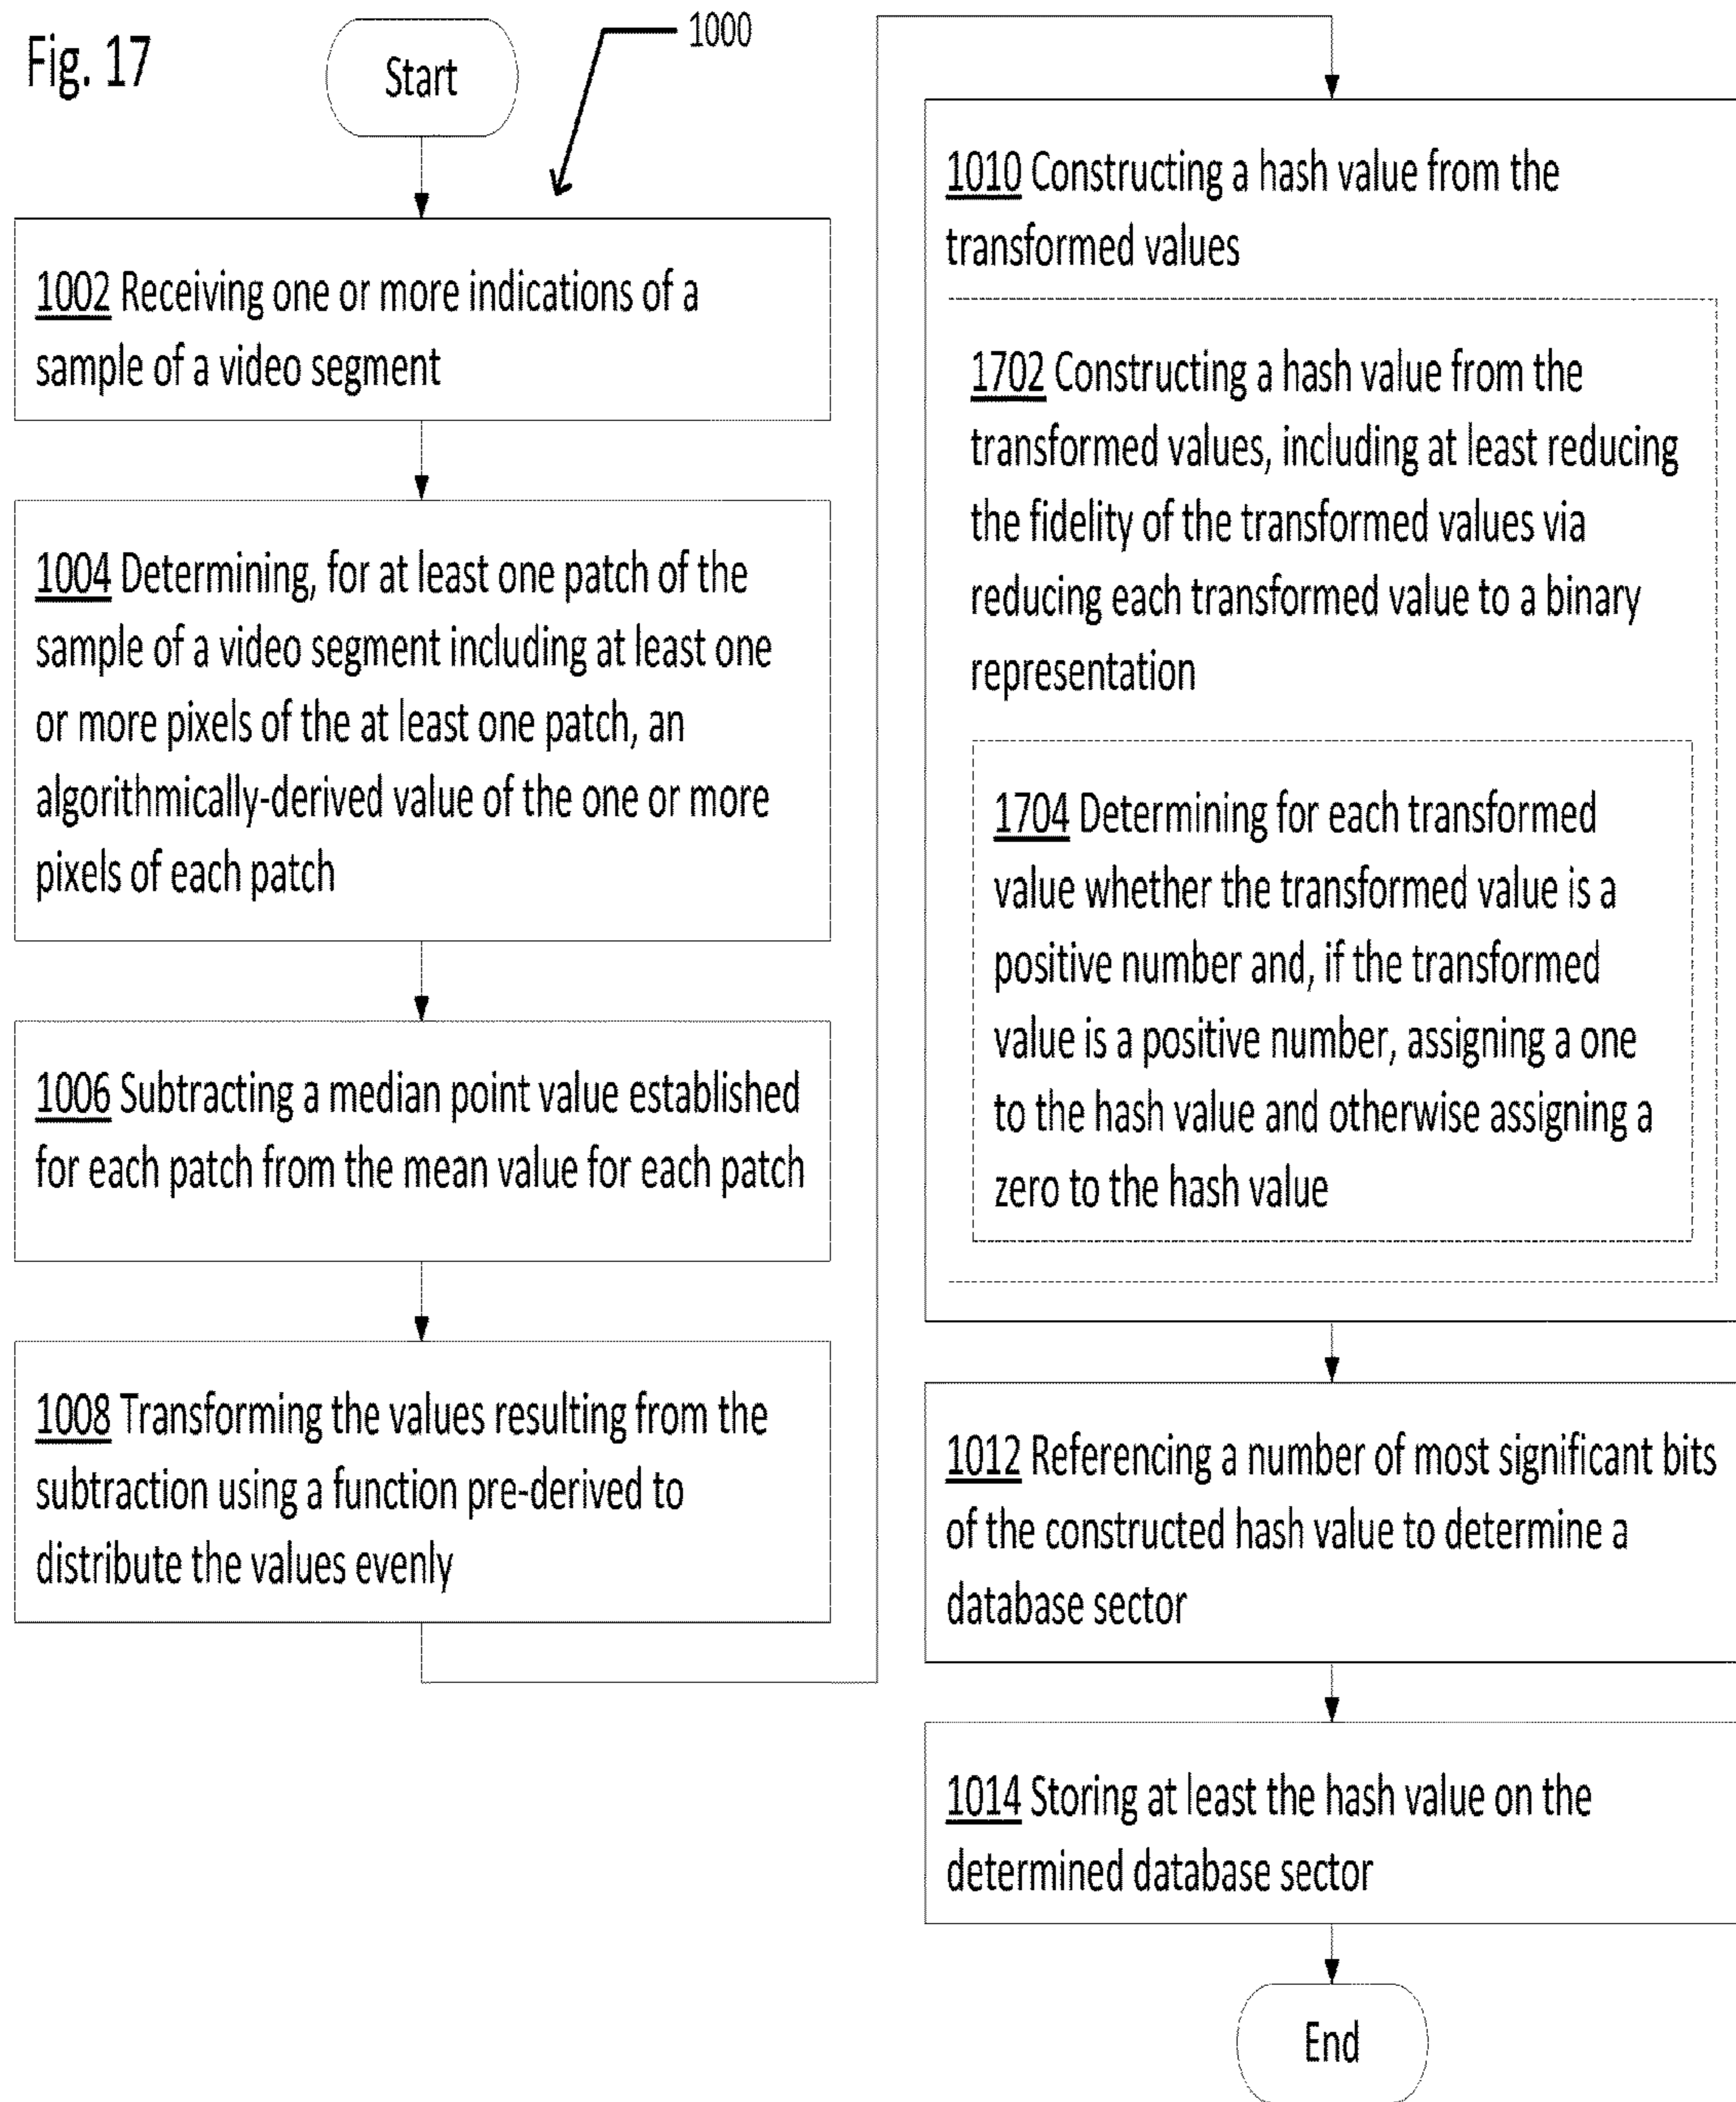 Fig. 17
Start
1000
1002 Receiving one or more indications of a
sample of a video segment
1004 Determining, for at least one patch of the
sample of a video segment including at least one
or more pixels of the at least one patch, an
algorithmically-derived value of the one or more
pixels of each patch
1006 Subtracting a median point value established
for each patch from the mean value for each patch
1008 Transforming the values resulting from the
subtraction using a function pre-derived to
distribute the values evenly
1010 Constructing a hash value from the
transformed values
1702 Constructing a hash value from the
transformed values, including at least reducing
the fidelity of the transformed values via
reducing each transformed value to a binary
representation
1704 Determining for each transformed
value whether the transformed value is a
positive number and, if the transformed
value is a positive number, assigning a one
to the hash value and otherwise assigning a
zero to the hash value
1012 Referencing a number of most significant bits
of the constructed hash value to determine a
database sector
1014 Storing at least the hash value on the
determined database sector
End